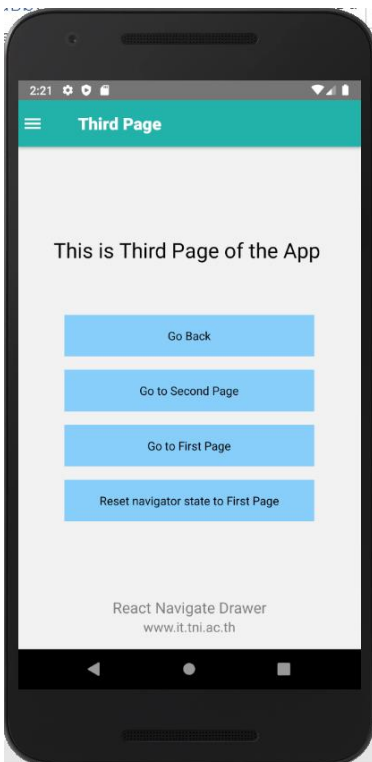 2:21
Third Page
This is Third Page of the App
Go Back
Go to Second Page
Go to First Page
Reset navigator state to First Page
React Navigate Drawer
www.it.tni.ac.th